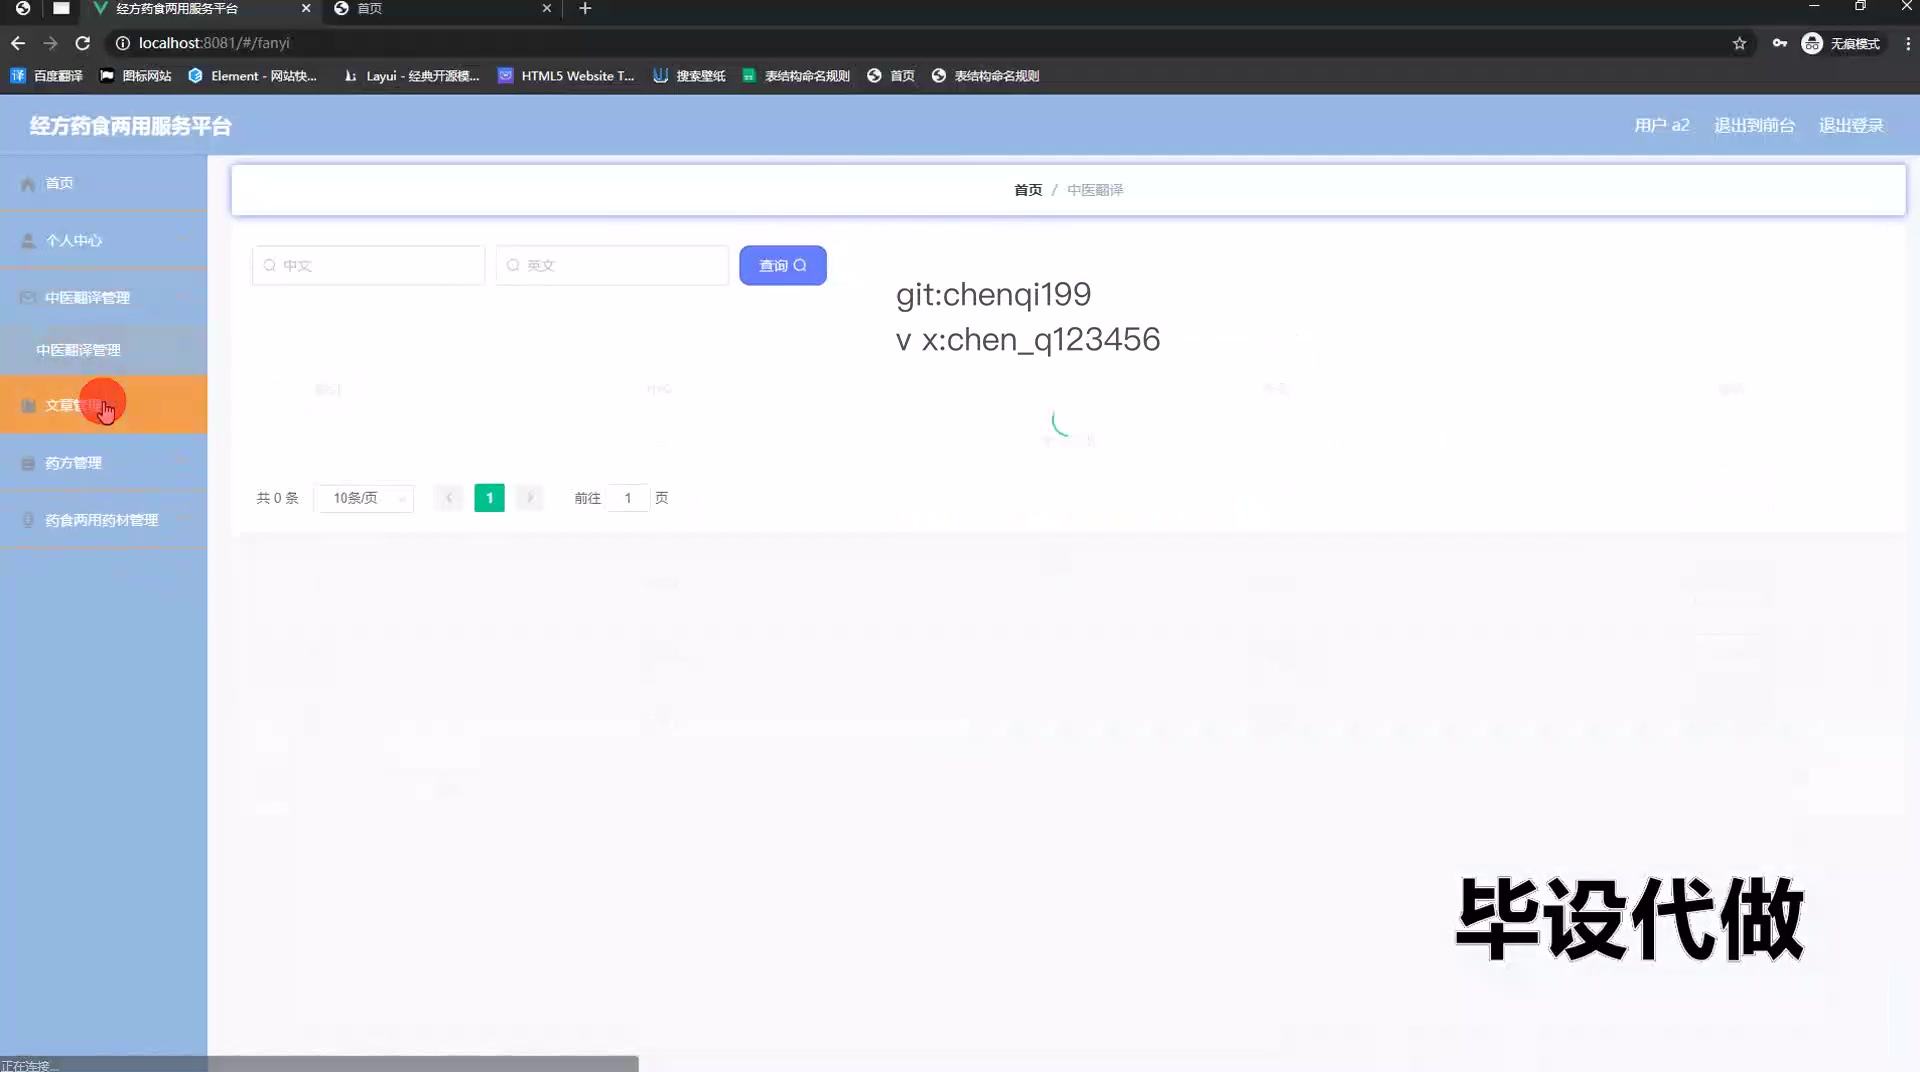 经方药食两用服务平台
首页
localhost:8081/#/fanyi
无痕模式
百度翻译
图标网站
Element - 网站快...
Layui - 经典开源模...
HTML5 Website T...
搜索壁纸
表结构命名规则
首页
表结构命名规则
经方药食两用服务平台
用户 a2
退出到前台
退出登录
首页
个人中心
中医翻译管理
中医翻译管理
文章管理
药方管理
药食两用药材管理
首页 / 中医翻译
中文
英文
查询
git:chenqi199
v x:chen_q123456
共 0 条
10条/页
1
前往 1 页
毕设代做
正在连接...